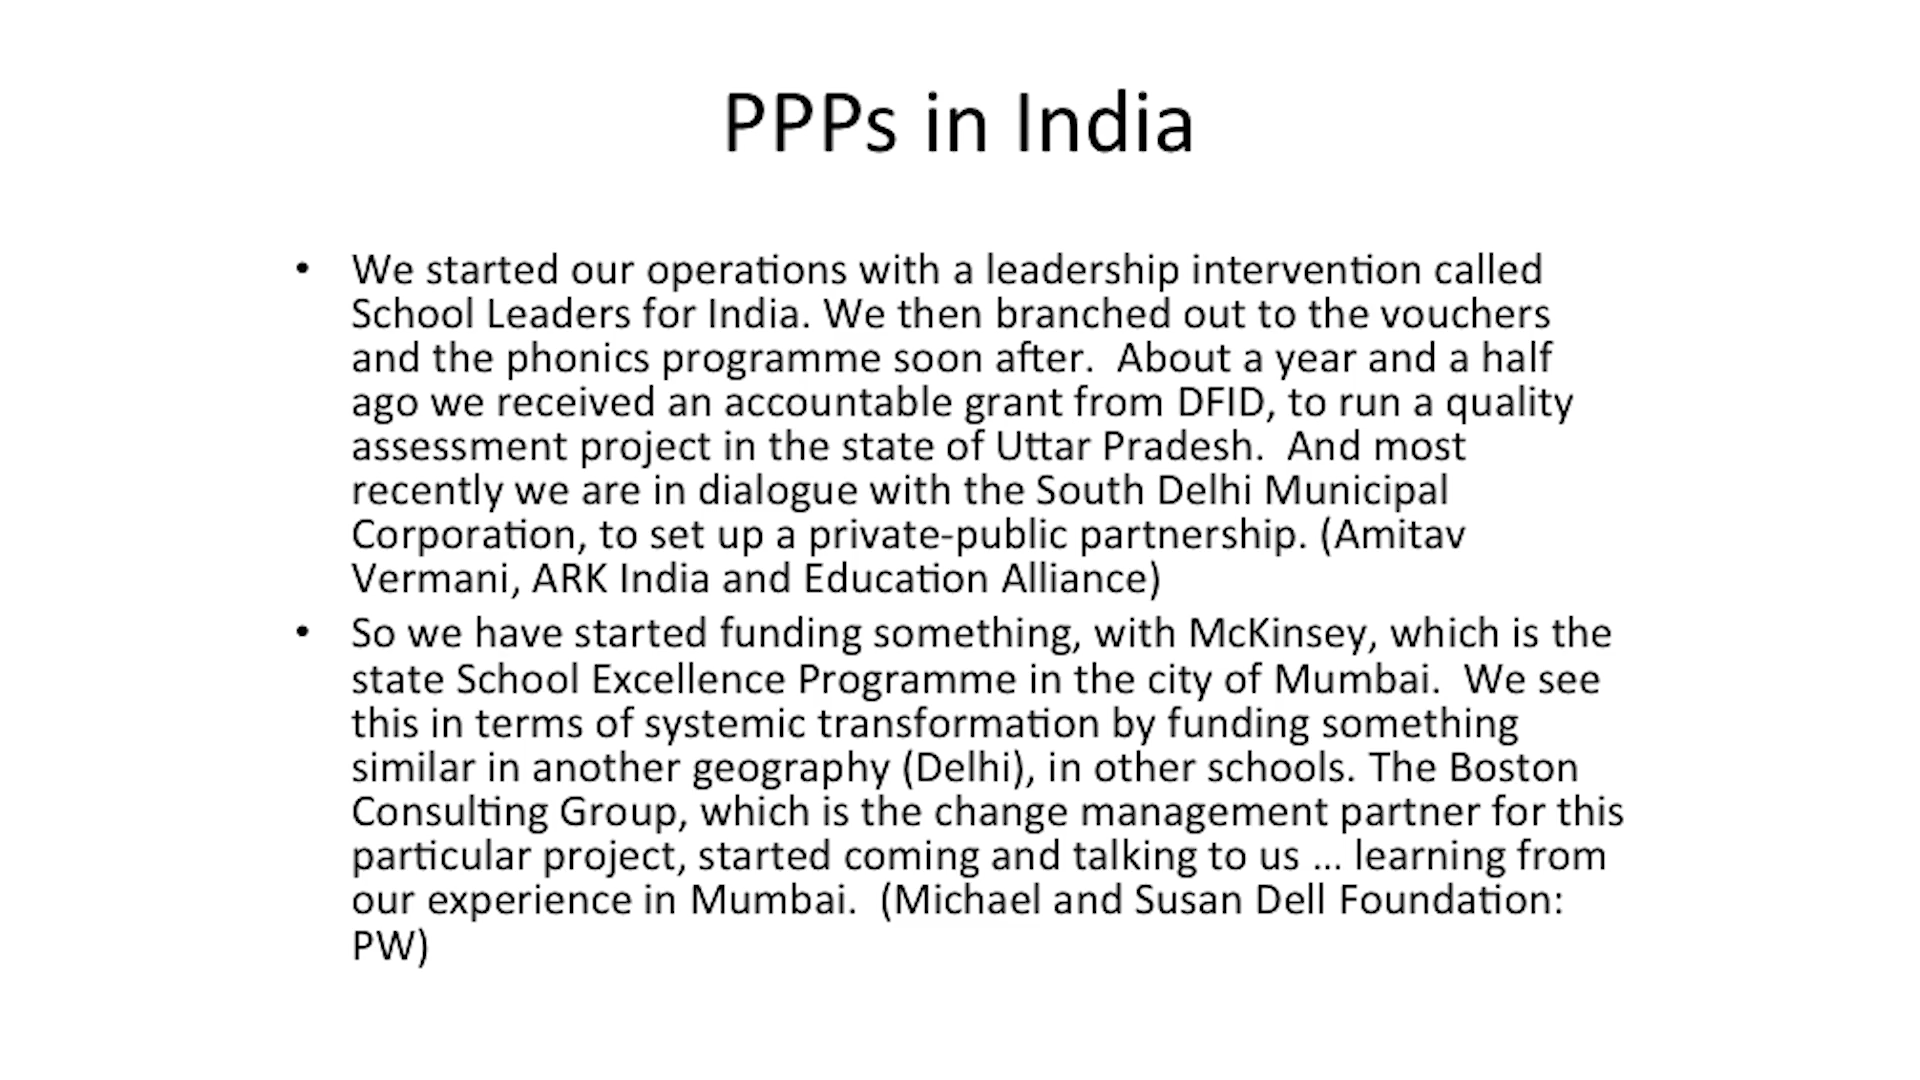 PPPs in India
• We started our operations with a leadership intervention called
School Leaders for India. We then branched out to the vouchers
and the phonics programme soon after.  About a year and a half
ago we received an accountable grant from DFID, to run a quality
assessment project in the state of Uttar Pradesh.  And most
recently we are in dialogue with the South Delhi Municipal
Corporation, to set up a private-public partnership. (Amitav
Vermani, ARK India and Education Alliance)
• So we have started funding something, with McKinsey, which is the
state School Excellence Programme in the city of Mumbai.  We see
this in terms of systemic transformation by funding something
similar in another geography (Delhi), in other schools. The Boston
Consulting Group, which is the change management partner for this
particular project, started coming and talking to us ... learning from
our experience in Mumbai.  (Michael and Susan Dell Foundation:
PW)